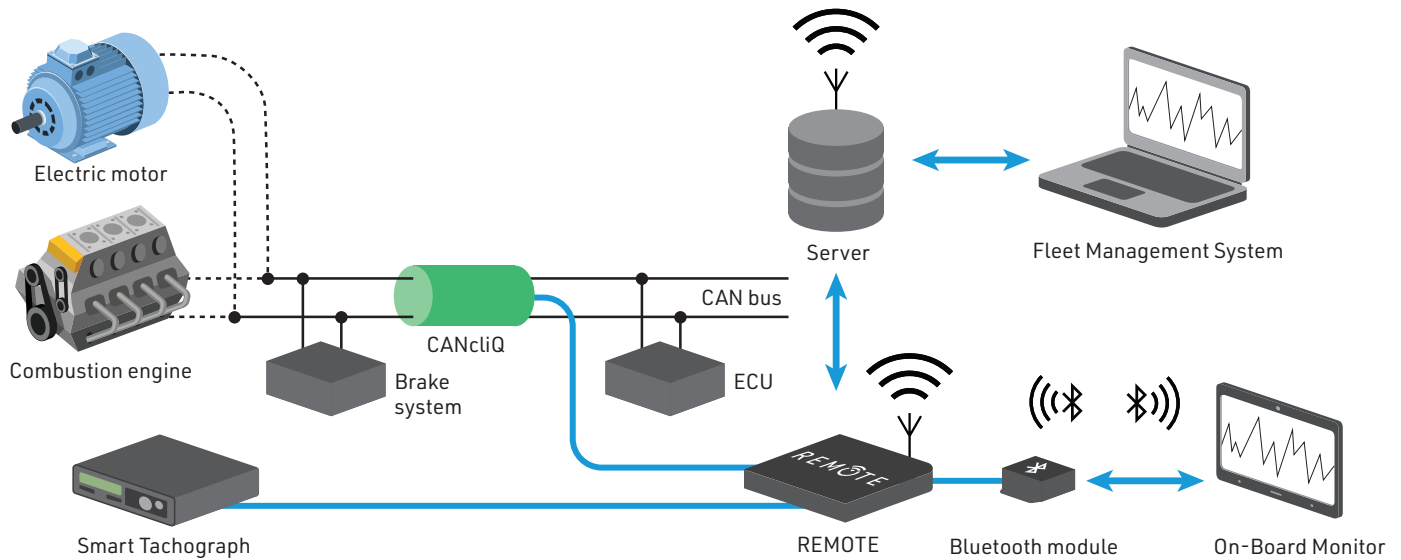 Electric motor
Server
Fleet Management System
CAN bus
CANcliQ
Combustion engine
Brake
system
ECU
REMOTE
Smart Tachograph
REMOTE
Bluetooth module
On-Board Monitor